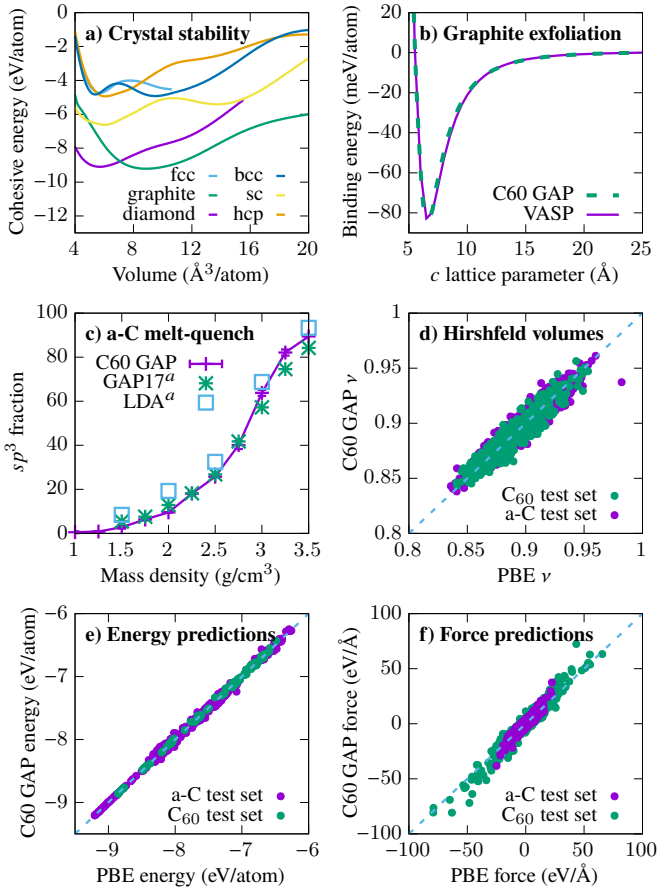 a) Crystal stability
Cohesive energy (eV/atom)
0
−2
−4
−6
−8
−10
−12
fcc
bcc
graphite
sc
diamond
hcp
4 8 12 16 20
Volume (Å³/atom)
b) Graphite exfoliation
Binding energy (meV/atom)
20
0
−20
−40
−60
−80
C60 GAP
VASP
5 10 15 20 25
c lattice parameter (Å)
c) a-C melt-quench
sp³ fraction
100
80
60
40
20
0
C60 GAP
GAP17ᵃ
LDAᵃ
1 1.5 2 2.5 3 3.5
Mass density (g/cm³)
d) Hirshfeld volumes
C60 GAP ν
1
0.95
0.9
0.85
0.8
C₆₀ test set
a-C test set
0.8 0.85 0.9 0.95 1
PBE ν
e) Energy predictions
C60 GAP energy (eV/atom)
−6
−7
−8
−9
a-C test set
C₆₀ test set
−9 −8 −7 −6
PBE energy (eV/atom)
f) Force predictions
C60 GAP force (eV/Å)
100
50
0
−50
−100
a-C test set
C₆₀ test set
−100 −50 0 50 100
PBE force (eV/Å)